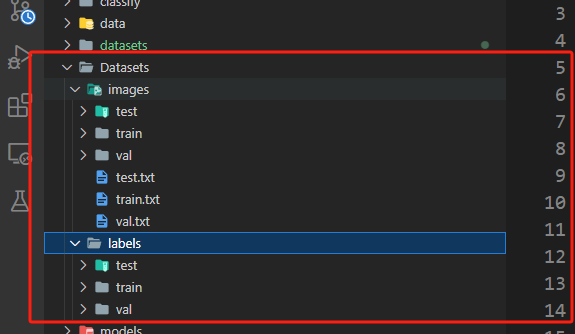 classify
3
data
4
datasets
Datasets
5
images
6
test
7
train
8
val
9
test.txt
train.txt
10
val.txt
11
labels
12
test
13
train
14
val
models